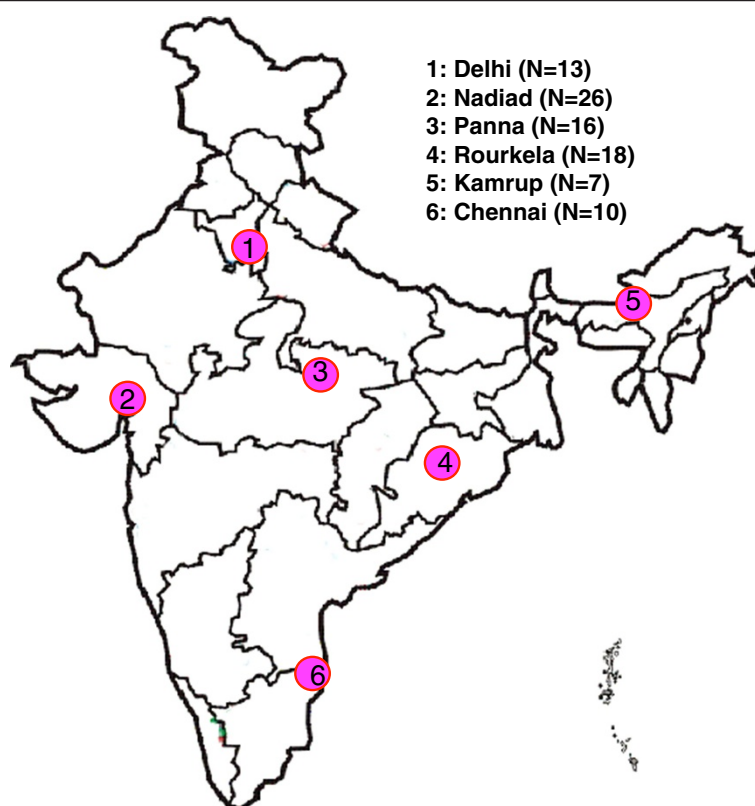 1: Delhi (N=13)
2: Nadiad (N=26)
3: Panna (N=16)
4: Rourkela (N=18)
5: Kamrup (N=7)
6: Chennai (N=10)
1
5
3
2
4
6